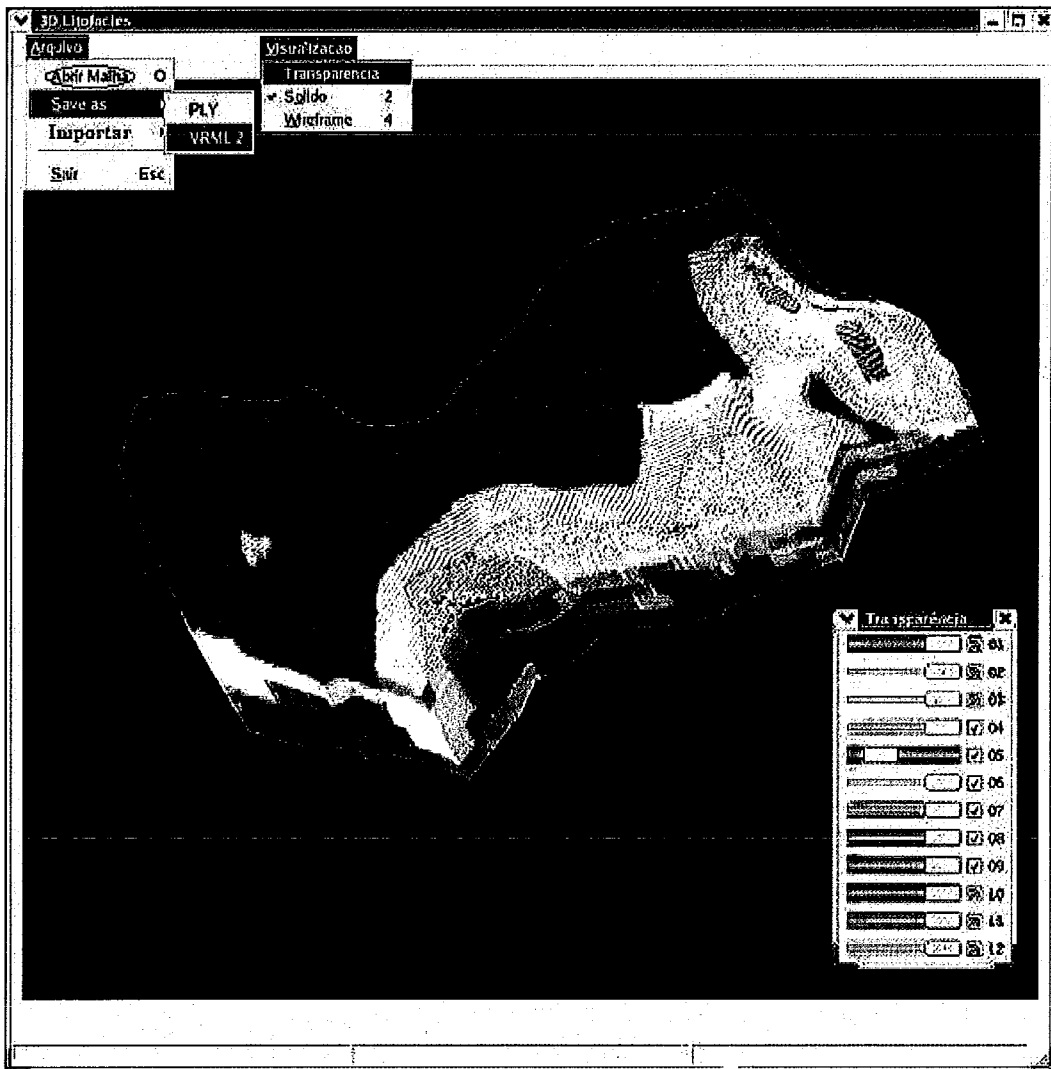 3D Litofacies
Arquivo
Abrir Malha O
Save as
Importar
Sair Esc
PLY
VRML 2
Visualizacao
Transparencia
Solido 2
Wireframe 4
Transparência
01
02
03
04
05
06
07
08
09
10
11
12